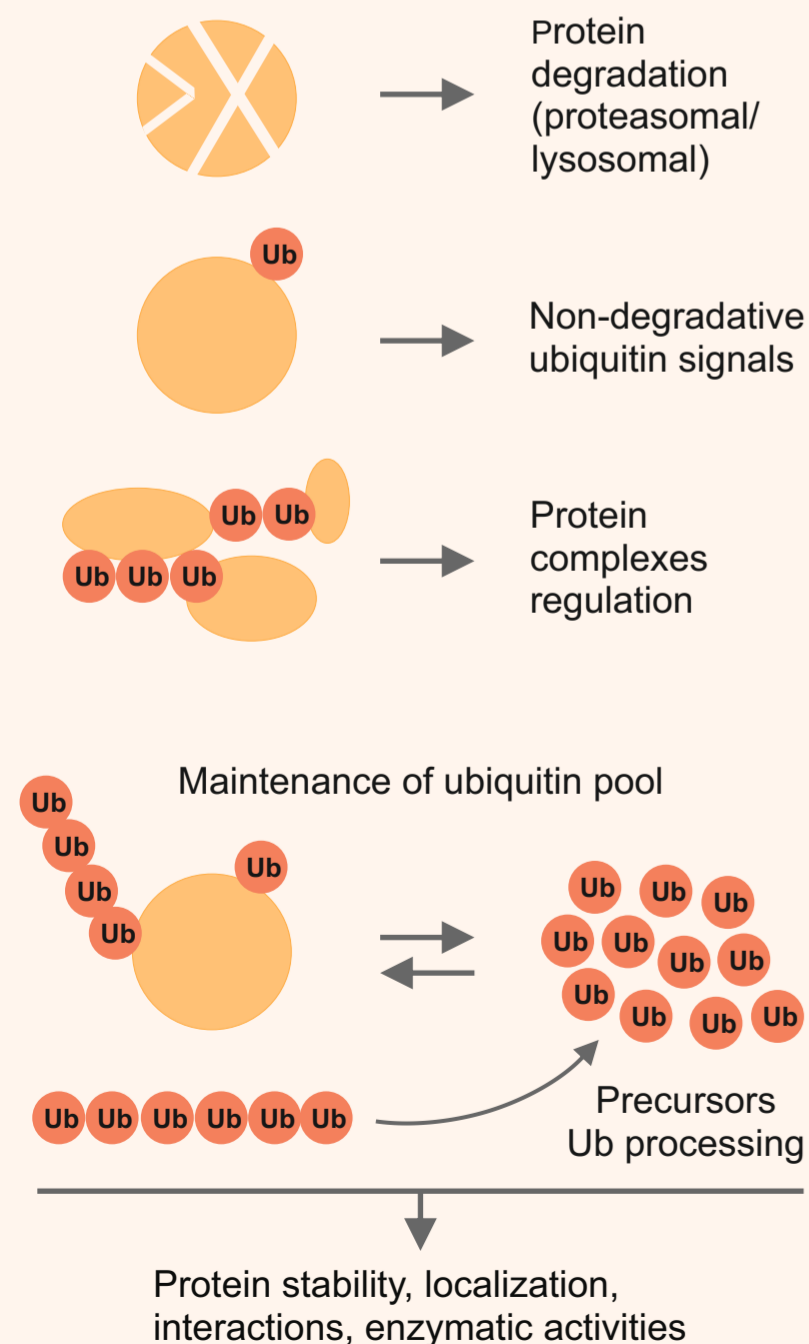 Protein
degradation
(proteasomal/
lysosomal)
Ub
Non-degradative
ubiquitin signals
Ub Ub
Ub Ub Ub
Protein
complexes
regulation
Maintenance of ubiquitin pool
Ub
Ub
Ub
Ub
Ub
Ub Ub Ub
Ub Ub Ub Ub
Ub Ub Ub Ub
Ub Ub Ub Ub Ub Ub
Precursors
Ub processing
Protein stability, localization,
interactions, enzymatic activities